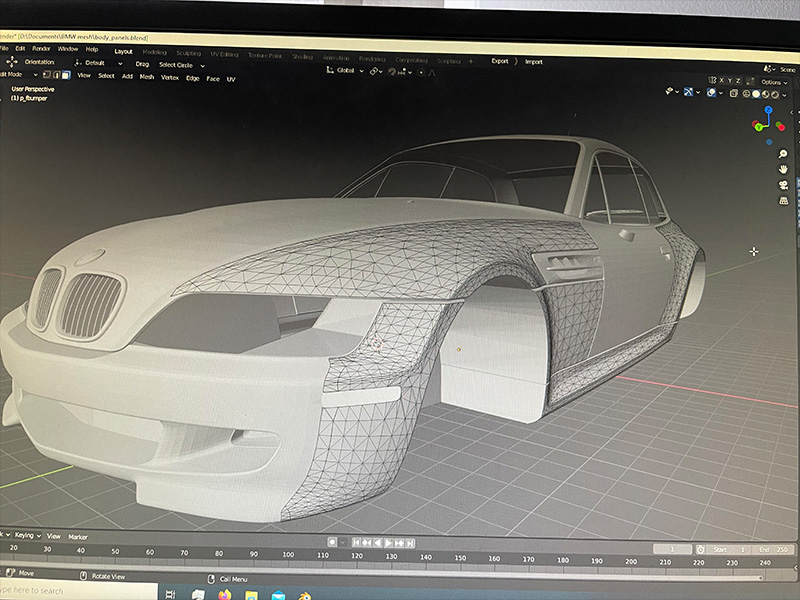 ender* [D:\Documents\BMW mesh\body_panels.blend]
File Edit Render Window Help Layout Modeling Sculpting UV Editing Texture Paint Shading Animation Rendering Compositing Scripting + Export Import Scene
Orientation: Default Drag Select Circle Global X Y Z Options
dit Mode View Select Add Mesh Vertex Edge Face UV
User Perspective
(1) p_fbumper
Z
Y
Keying View Marker
1 Start 1 End 250
20 30 40 50 60 70 80 90 100 110 120 130 140 150 160 170 180 190 200 210 220 230 240
Move Rotate View Call Menu
ype here to search